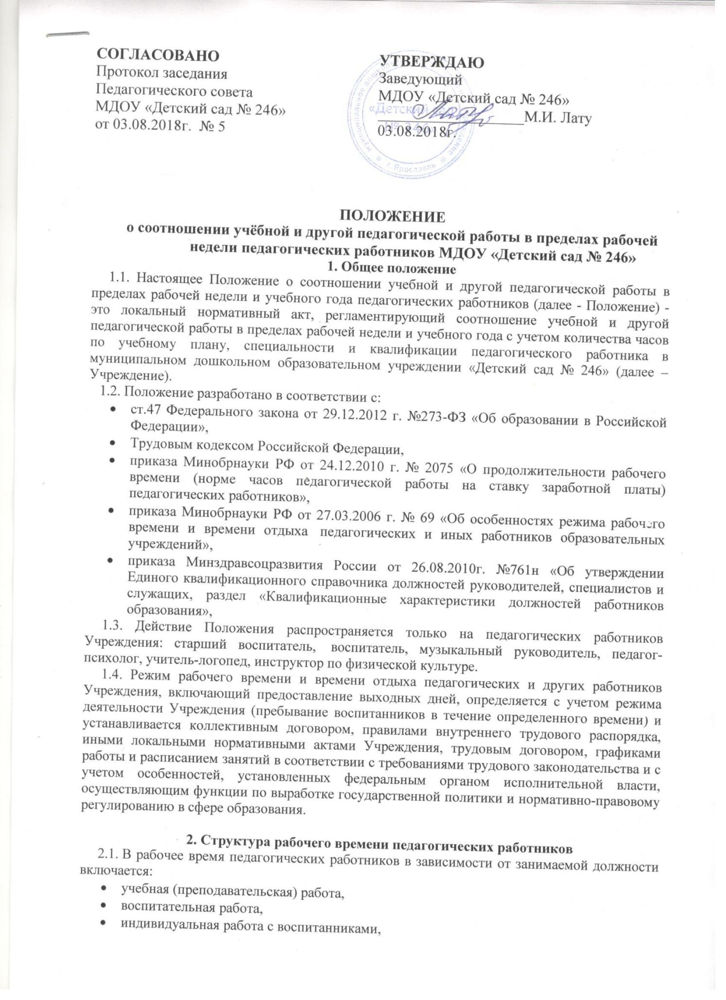 СОГЛАСОВАНО
Протокол заседания
Педагогического совета
МДОУ «Детский сад № 246»
от 03.08.2018г. № 5
УТВЕРЖДАЮ
Заведующий
МДОУ «Детский сад № 246»
____________________М.И. Лату
03.08.2018г.
«Детский сад
№ 246»
г. Ярославль
ПОЛОЖЕНИЕ
о соотношении учёбной и другой педагогической работы в пределах рабочей
недели педагогических работников МДОУ «Детский сад № 246»
1. Общее положение
1.1. Настоящее Положение о соотношении учебной и другой педагогической работы в
пределах рабочей недели и учебного года педагогических работников (далее - Положение) -
это локальный нормативный акт, регламентирующий соотношение учебной и другой
педагогической работы в пределах рабочей недели и учебного года с учетом количества часов
по учебному плану, специальности и квалификации педагогического работника в
муниципальном дошкольном образовательном учреждении «Детский сад № 246» (далее –
Учреждение).
1.2. Положение разработано в соответствии с:
• ст.47 Федерального закона от 29.12.2012 г. №273-ФЗ «Об образовании в Российской
Федерации»,
• Трудовым кодексом Российской Федерации,
• приказа Минобрнауки РФ от 24.12.2010 г. № 2075 «О продолжительности рабочего
времени (норме часов педагогической работы на ставку заработной платы)
педагогических работников»,
• приказа Минобрнауки РФ от 27.03.2006 г. № 69 «Об особенностях режима рабочего
времени и времени отдыха педагогических и иных работников образовательных
учреждений»,
• приказа Минздравсоцразвития России от 26.08.2010г. №761н «Об утверждении
Единого квалификационного справочника должностей руководителей, специалистов и
служащих, раздел «Квалификационные характеристики должностей работников
образования»,
1.3. Действие Положения распространяется только на педагогических работников
Учреждения: старший воспитатель, воспитатель, музыкальный руководитель, педагог-
психолог, учитель-логопед, инструктор по физической культуре.
1.4. Режим рабочего времени и времени отдыха педагогических и других работников
Учреждения, включающий предоставление выходных дней, определяется с учетом режима
деятельности Учреждения (пребывание воспитанников в течение определенного времени) и
устанавливается коллективным договором, правилами внутреннего трудового распорядка,
иными локальными нормативными актами Учреждения, трудовым договором, графиками
работы и расписанием занятий в соответствии с требованиями трудового законодательства и с
учетом особенностей, установленных федеральным органом исполнительной власти,
осуществляющим функции по выработке государственной политики и нормативно-правовому
регулированию в сфере образования.
2. Структура рабочего времени педагогических работников
2.1. В рабочее время педагогических работников в зависимости от занимаемой должности
включается:
• учебная (преподавательская) работа,
• воспитательная работа,
• индивидуальная работа с воспитанниками,